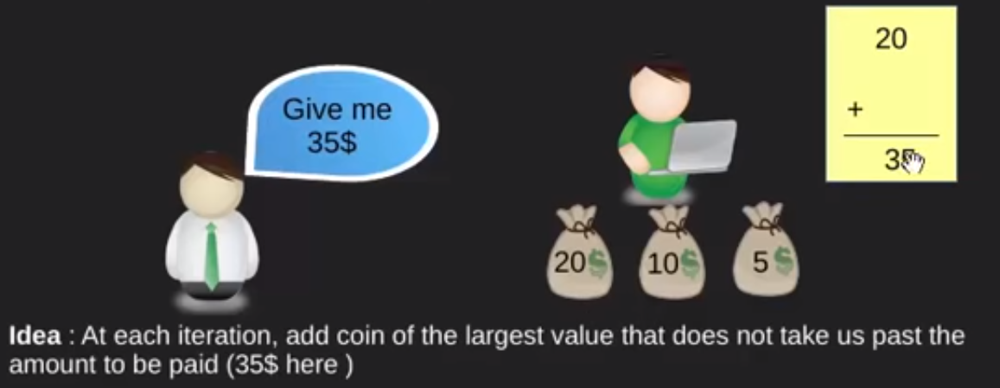 Give me
35$
20
+
3
20$
10$
5$
Idea : At each iteration, add coin of the largest value that does not take us past the
amount to be paid (35$ here )